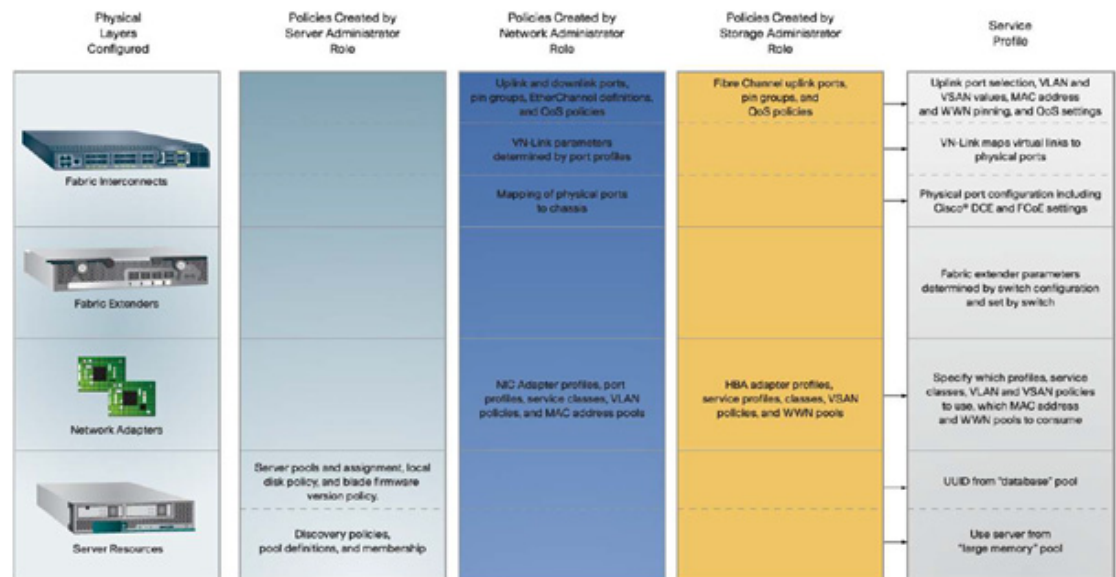 Physical
Layers
Configured
Policies Created by
Server Administrator
Role
Policies Created by
Network Administrator
Role
Policies Created by
Storage Administrator
Role
Service
Profile
Fabric Interconnects
Uplink and downlink ports,
pin groups, EtherChannel definitions,
and QoS policies
Fibre Channel uplink ports,
pin groups, and
QoS policies
Uplink port selection, VLAN and
VSAN values, MAC address
and WWN pinning, and QoS settings
VN-Link parameters
determined by port profiles
VN-Link maps virtual links to
physical ports
Mapping of physical ports
to chassis
Physical port configuration including
Cisco® DCE and FCoE settings
Fabric Extenders
Fabric extender parameters
determined by switch configuration
and set by switch
Network Adapters
NIC Adapter profiles, port
profiles, service classes, VLAN
policies, and MAC address pools
HBA adapter profiles,
service profiles, classes, VSAN
policies, and WWN pools
Specify which profiles, service
classes, VLAN and VSAN policies
to use, which MAC address
and WWN pools to consume
Server Resources
Server pools and assignment, local
disk policy, and blade firmware
version policy.
UUID from "database" pool
Discovery policies,
pool definitions, and membership
Use server from
"large memory" pool